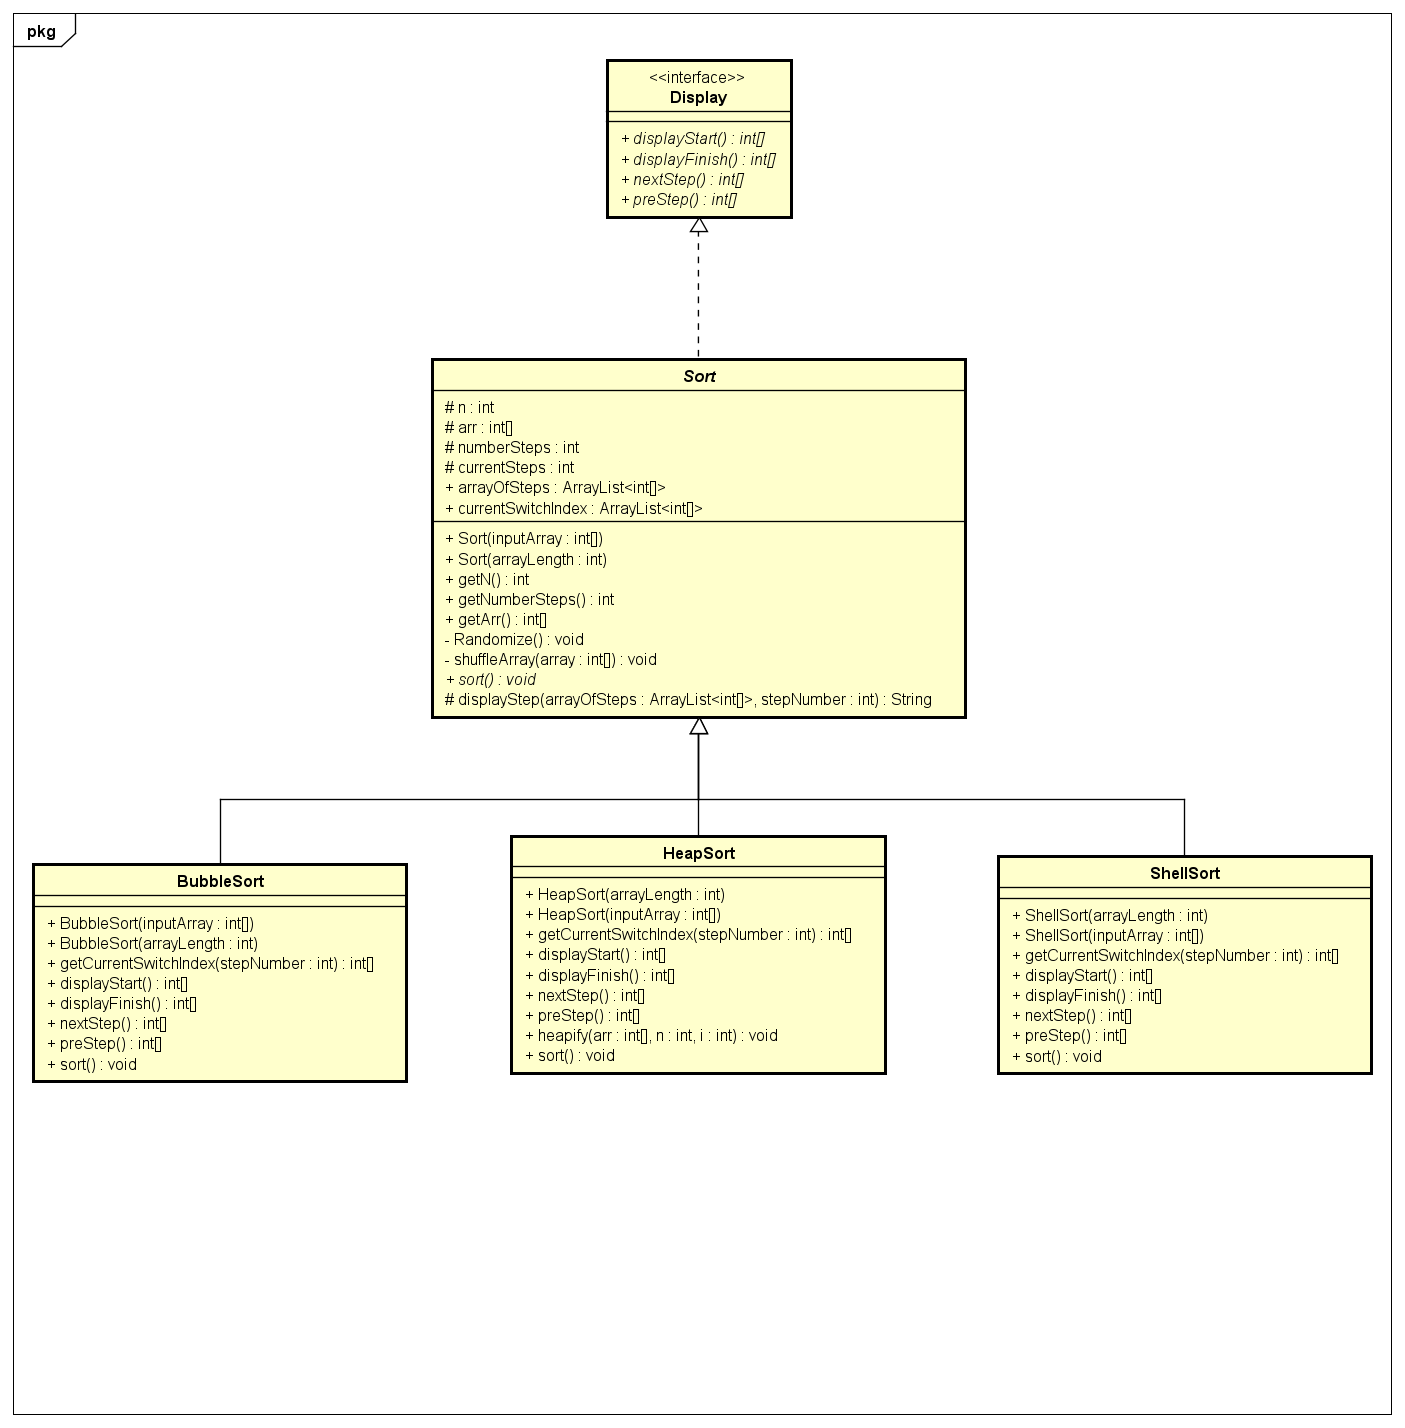 pkg
<<interface>>
Display
+ displayStart() : int[]
+ displayFinish() : int[]
+ nextStep() : int[]
+ preStep() : int[]
Sort
# n : int
# arr : int[]
# numberSteps : int
# currentSteps : int
+ arrayOfSteps : ArrayList<int[]>
+ currentSwitchIndex : ArrayList<int[]>
+ Sort(inputArray : int[])
+ Sort(arrayLength : int)
+ getN() : int
+ getNumberSteps() : int
+ getArr() : int[]
- Randomize() : void
- shuffleArray(array : int[]) : void
+ sort() : void
# displayStep(arrayOfSteps : ArrayList<int[]>, stepNumber : int) : String
BubbleSort
+ BubbleSort(inputArray : int[])
+ BubbleSort(arrayLength : int)
+ getCurrentSwitchIndex(stepNumber : int) : int[]
+ displayStart() : int[]
+ displayFinish() : int[]
+ nextStep() : int[]
+ preStep() : int[]
+ sort() : void
HeapSort
+ HeapSort(arrayLength : int)
+ HeapSort(inputArray : int[])
+ getCurrentSwitchIndex(stepNumber : int) : int[]
+ displayStart() : int[]
+ displayFinish() : int[]
+ nextStep() : int[]
+ preStep() : int[]
+ heapify(arr : int[], n : int, i : int) : void
+ sort() : void
ShellSort
+ ShellSort(arrayLength : int)
+ ShellSort(inputArray : int[])
+ getCurrentSwitchIndex(stepNumber : int) : int[]
+ displayStart() : int[]
+ displayFinish() : int[]
+ nextStep() : int[]
+ preStep() : int[]
+ sort() : void